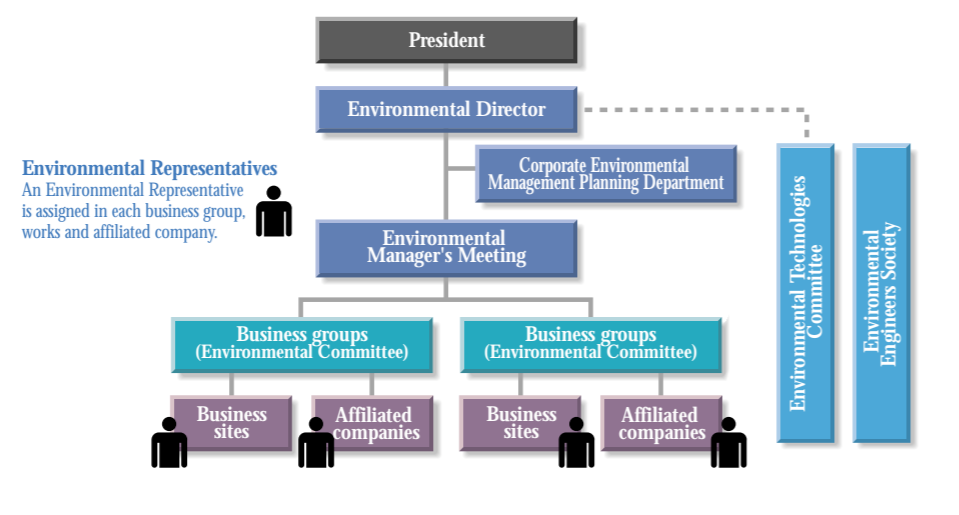 President
Environmental Director
Corporate Environmental
Management Planning Department
Environmental Representatives
An Environmental Representative
is assigned in each business group,
works and affiliated company.
Environmental
Manager's Meeting
Business groups
(Environmental Committee)
Business groups
(Environmental Committee)
Business
sites
Affiliated
companies
Business
sites
Affiliated
companies
Environmental Technologies
Committee
Environmental
Engineers Society